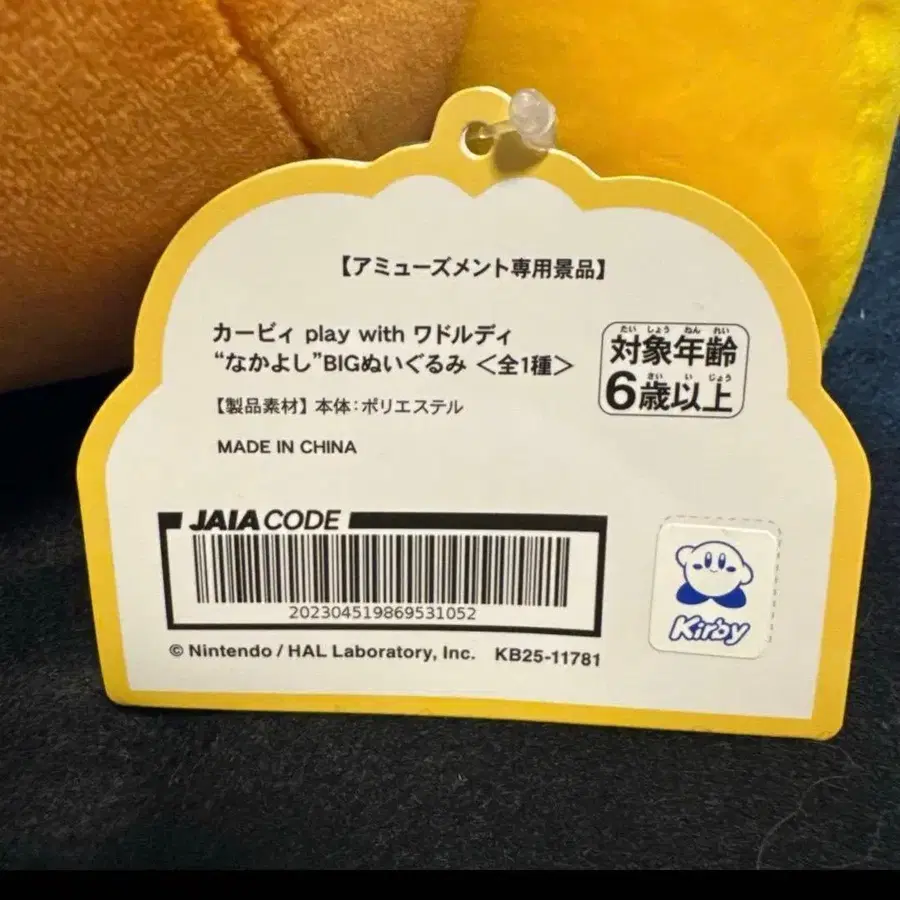 【アミューズメント専用景品】
カービィ play with ワドルディ
“なかよし”BIGぬいぐるみ ＜全1種＞
たいしょうねんれい
対象年齢
さいいじょう
6歳以上
【製品素材】本体：ポリエステル
MADE IN CHINA
JAIA CODE
202304519869531052
© Nintendo / HAL Laboratory, Inc. KB25-11781
Kirby